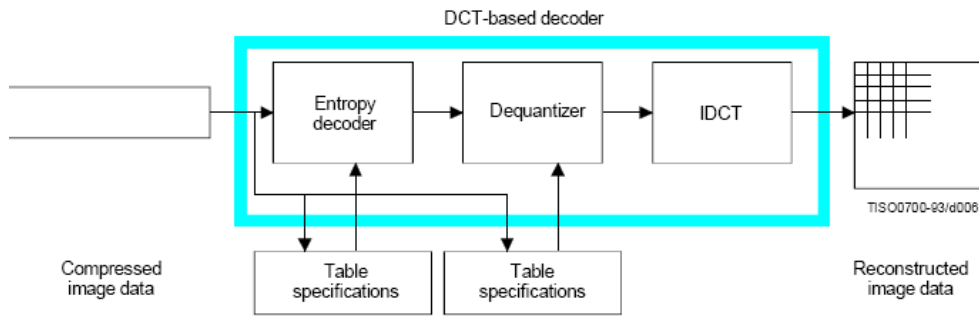 DCT-based decoder
Entropy
decoder
Dequantizer
IDCT
TISO0700-93/d006
Compressed
image data
Table
specifications
Table
specifications
Reconstructed
image data